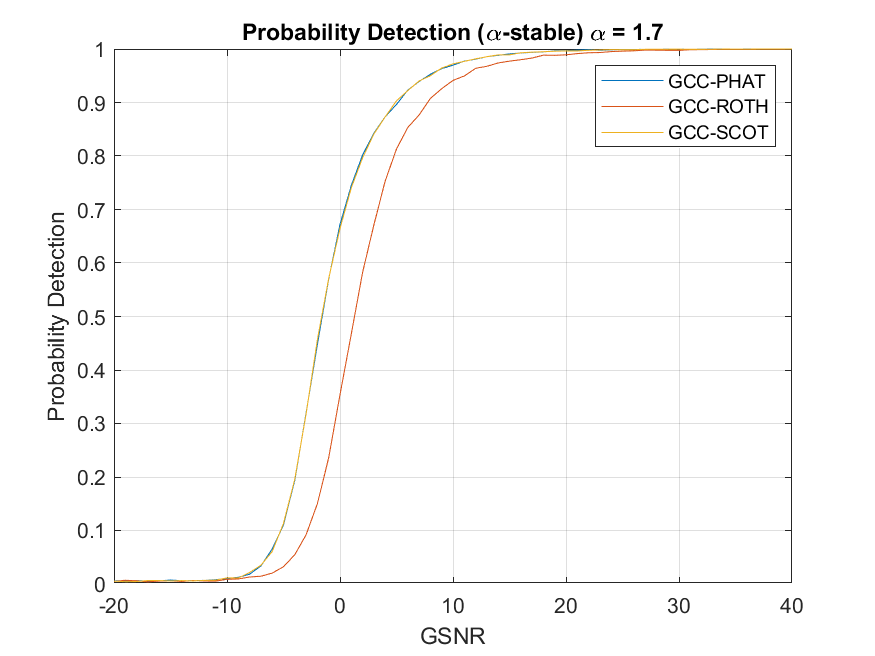 Probability Detection (α-stable) α = 1.7
1
0.9
0.8
0.7
0.6
0.5
0.4
0.3
0.2
0.1
0
Probability Detection
GCC-PHAT
GCC-ROTH
GCC-SCOT
-20 -10 0 10 20 30 40
GSNR